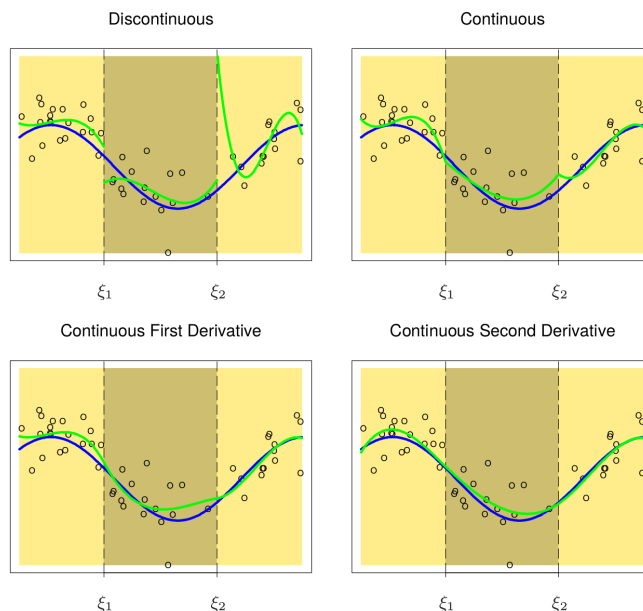 Discontinuous
Continuous
ξ1
ξ2
ξ1
ξ2
Continuous First Derivative
Continuous Second Derivative
ξ1
ξ2
ξ1
ξ2